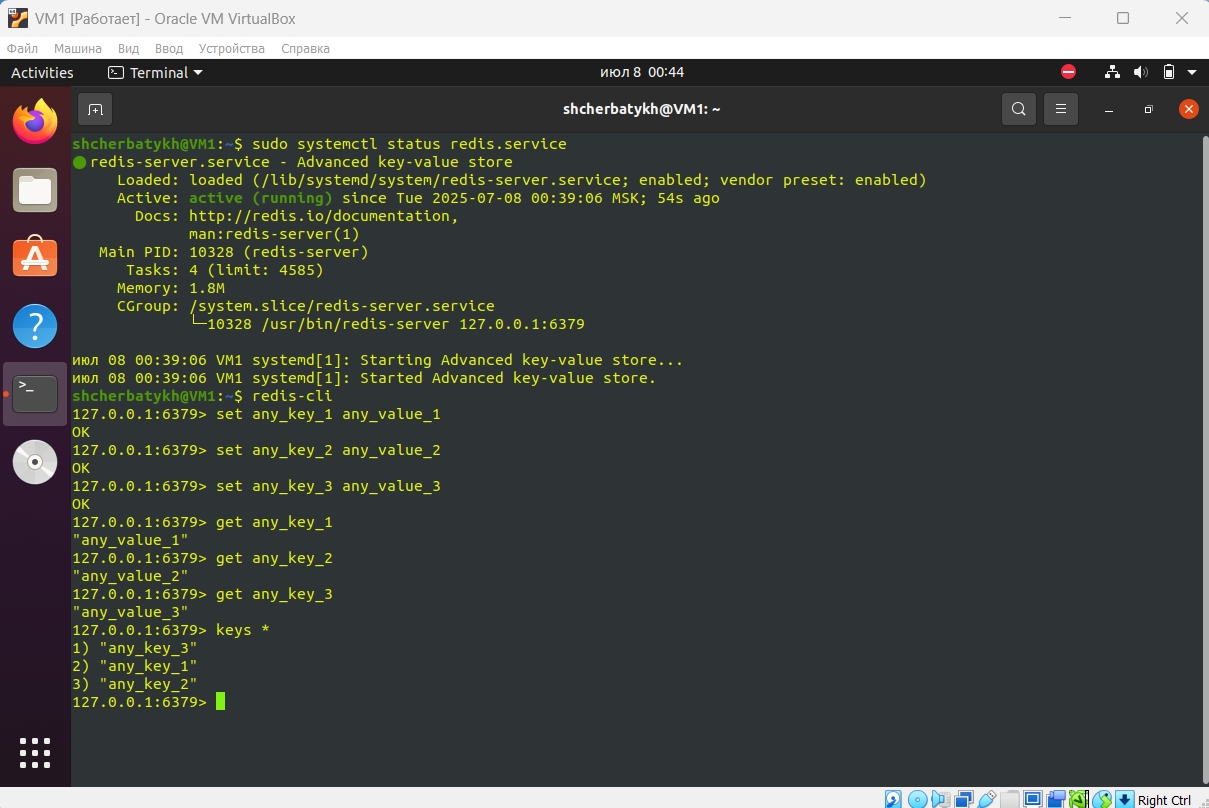 VM1 [Работает] - Oracle VM VirtualBox
Файл Машина Вид Ввод Устройства Справка
Activities Terminal июл 8 00:44
shcherbatykh@VM1: ~
shcherbatykh@VM1:~$ sudo systemctl status redis.service
● redis-server.service - Advanced key-value store
     Loaded: loaded (/lib/systemd/system/redis-server.service; enabled; vendor preset: enabled)
     Active: active (running) since Tue 2025-07-08 00:39:06 MSK; 54s ago
       Docs: http://redis.io/documentation,
             man:redis-server(1)
   Main PID: 10328 (redis-server)
      Tasks: 4 (limit: 4585)
     Memory: 1.8M
     CGroup: /system.slice/redis-server.service
             └─10328 /usr/bin/redis-server 127.0.0.1:6379
июл 08 00:39:06 VM1 systemd[1]: Starting Advanced key-value store...
июл 08 00:39:06 VM1 systemd[1]: Started Advanced key-value store.
shcherbatykh@VM1:~$ redis-cli
127.0.0.1:6379> set any_key_1 any_value_1
OK
127.0.0.1:6379> set any_key_2 any_value_2
OK
127.0.0.1:6379> set any_key_3 any_value_3
OK
127.0.0.1:6379> get any_key_1
"any_value_1"
127.0.0.1:6379> get any_key_2
"any_value_2"
127.0.0.1:6379> get any_key_3
"any_value_3"
127.0.0.1:6379> keys *
1) "any_key_3"
2) "any_key_1"
3) "any_key_2"
127.0.0.1:6379>
Right Ctrl